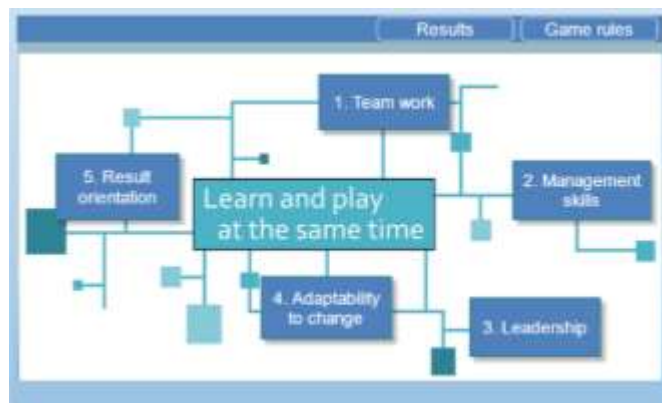 Results
Game rules
1. Team work
5. Result
orientation
2. Management
skills
Learn and play
at the same time
4. Adaptability
to change
3. Leadership